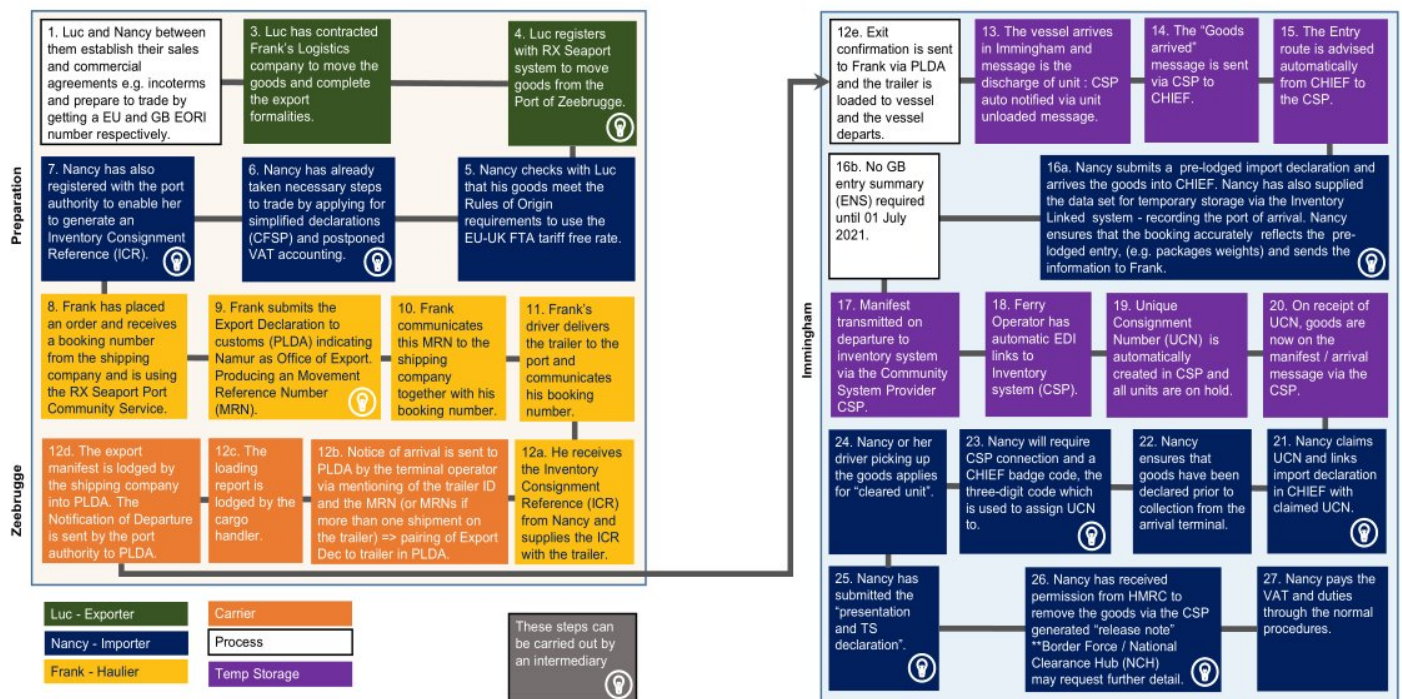 1. Luc and Nancy between
them establish their sales
and commercial
agreements e.g. incoterms
and prepare to trade by
getting a EU and GB EORI
number respectively.
3. Luc has contracted
Frank's Logistics
company to move the
goods and complete
the export
formalities.
4. Luc registers
with RX Seaport
system to move
goods from the
Port of Zeebrugge.
Preparation
7. Nancy has also
registered with the port
authority to enable her
to generate an
Inventory Consignment
Reference (ICR).
6. Nancy has already
taken necessary steps
to trade by applying for
simplified declarations
(CFSP) and postponed
VAT accounting.
5. Nancy checks with Luc
that his goods meet the
Rules of Origin
requirements to use the
EU-UK FTA tariff free rate.
8. Frank has placed
an order and receives
a booking number
from the shipping
company and is using
the RX Seaport Port
Community Service.
9. Frank submits the
Export Declaration to
customs (PLDA) indicating
Namur as Office of Export.
Producing an Movement
Reference Number
(MRN).
10. Frank
communicates
this MRN to the
shipping
company
together with his
booking number.
11. Frank's
driver delivers
the trailer to the
port and
communicates
his booking
number.
Zeebrugge
12d. The export
manifest is lodged by
the shipping company
into PLDA. The
Notification of Departure
is sent by the port
authority to PLDA.
12c. The
loading
report is
lodged by the
cargo
handler.
12b. Notice of arrival is sent to
PLDA by the terminal operator
via mentioning of the trailer ID
and the MRN (or MRNs if
more than one shipment on
the trailer) => pairing of Export
Dec to trailer in PLDA.
12a. He receives
the Inventory
Consignment
Reference (ICR)
from Nancy and
supplies the ICR
with the trailer.
Luc - Exporter
Nancy - Importer
Frank - Haulier
Carrier
Process
Temp Storage
These steps can
be carried out by
an intermediary
12e. Exit
confirmation is sent
to Frank via PLDA
and the trailer is
loaded to vessel
and the vessel
departs.
13. The vessel arrives
in Immingham and
message is the
discharge of unit : CSP
auto notified via unit
unloaded message.
14. The "Goods
arrived"
message is sent
via CSP to
CHIEF.
15. The Entry
route is advised
automatically
from CHIEF to
the CSP.
16b. No GB
entry summary
(ENS) required
until 01 July
2021.
16a. Nancy submits a pre-lodged import declaration and
arrives the goods into CHIEF. Nancy has also supplied
the data set for temporary storage via the Inventory
Linked system - recording the port of arrival. Nancy
ensures that the booking accurately reflects the pre-
lodged entry, (e.g. packages weights) and sends the
information to Frank.
Immingham
17. Manifest
transmitted on
departure to
inventory system
via the Community
System Provider
CSP.
18. Ferry
Operator has
automatic EDI
links to
Inventory
system (CSP).
19. Unique
Consignment
Number (UCN) is
automatically
created in CSP and
all units are on hold.
20. On receipt of
UCN, goods are
now on the
manifest / arrival
message via the
CSP.
24. Nancy or her
driver picking up
the goods applies
for "cleared unit".
23. Nancy will require
CSP connection and a
CHIEF badge code, the
three-digit code which
is used to assign UCN
to.
22. Nancy
ensures that
goods have been
declared prior to
collection from the
arrival terminal.
21. Nancy claims
UCN and links
import declaration
in CHIEF with
claimed UCN.
25. Nancy has
submitted the
"presentation
and TS
declaration".
26. Nancy has received
permission from HMRC to
remove the goods via the CSP
generated "release note"
**Border Force / National
Clearance Hub (NCH)
may request further detail.
27. Nancy pays the
VAT and duties
through the normal
procedures.